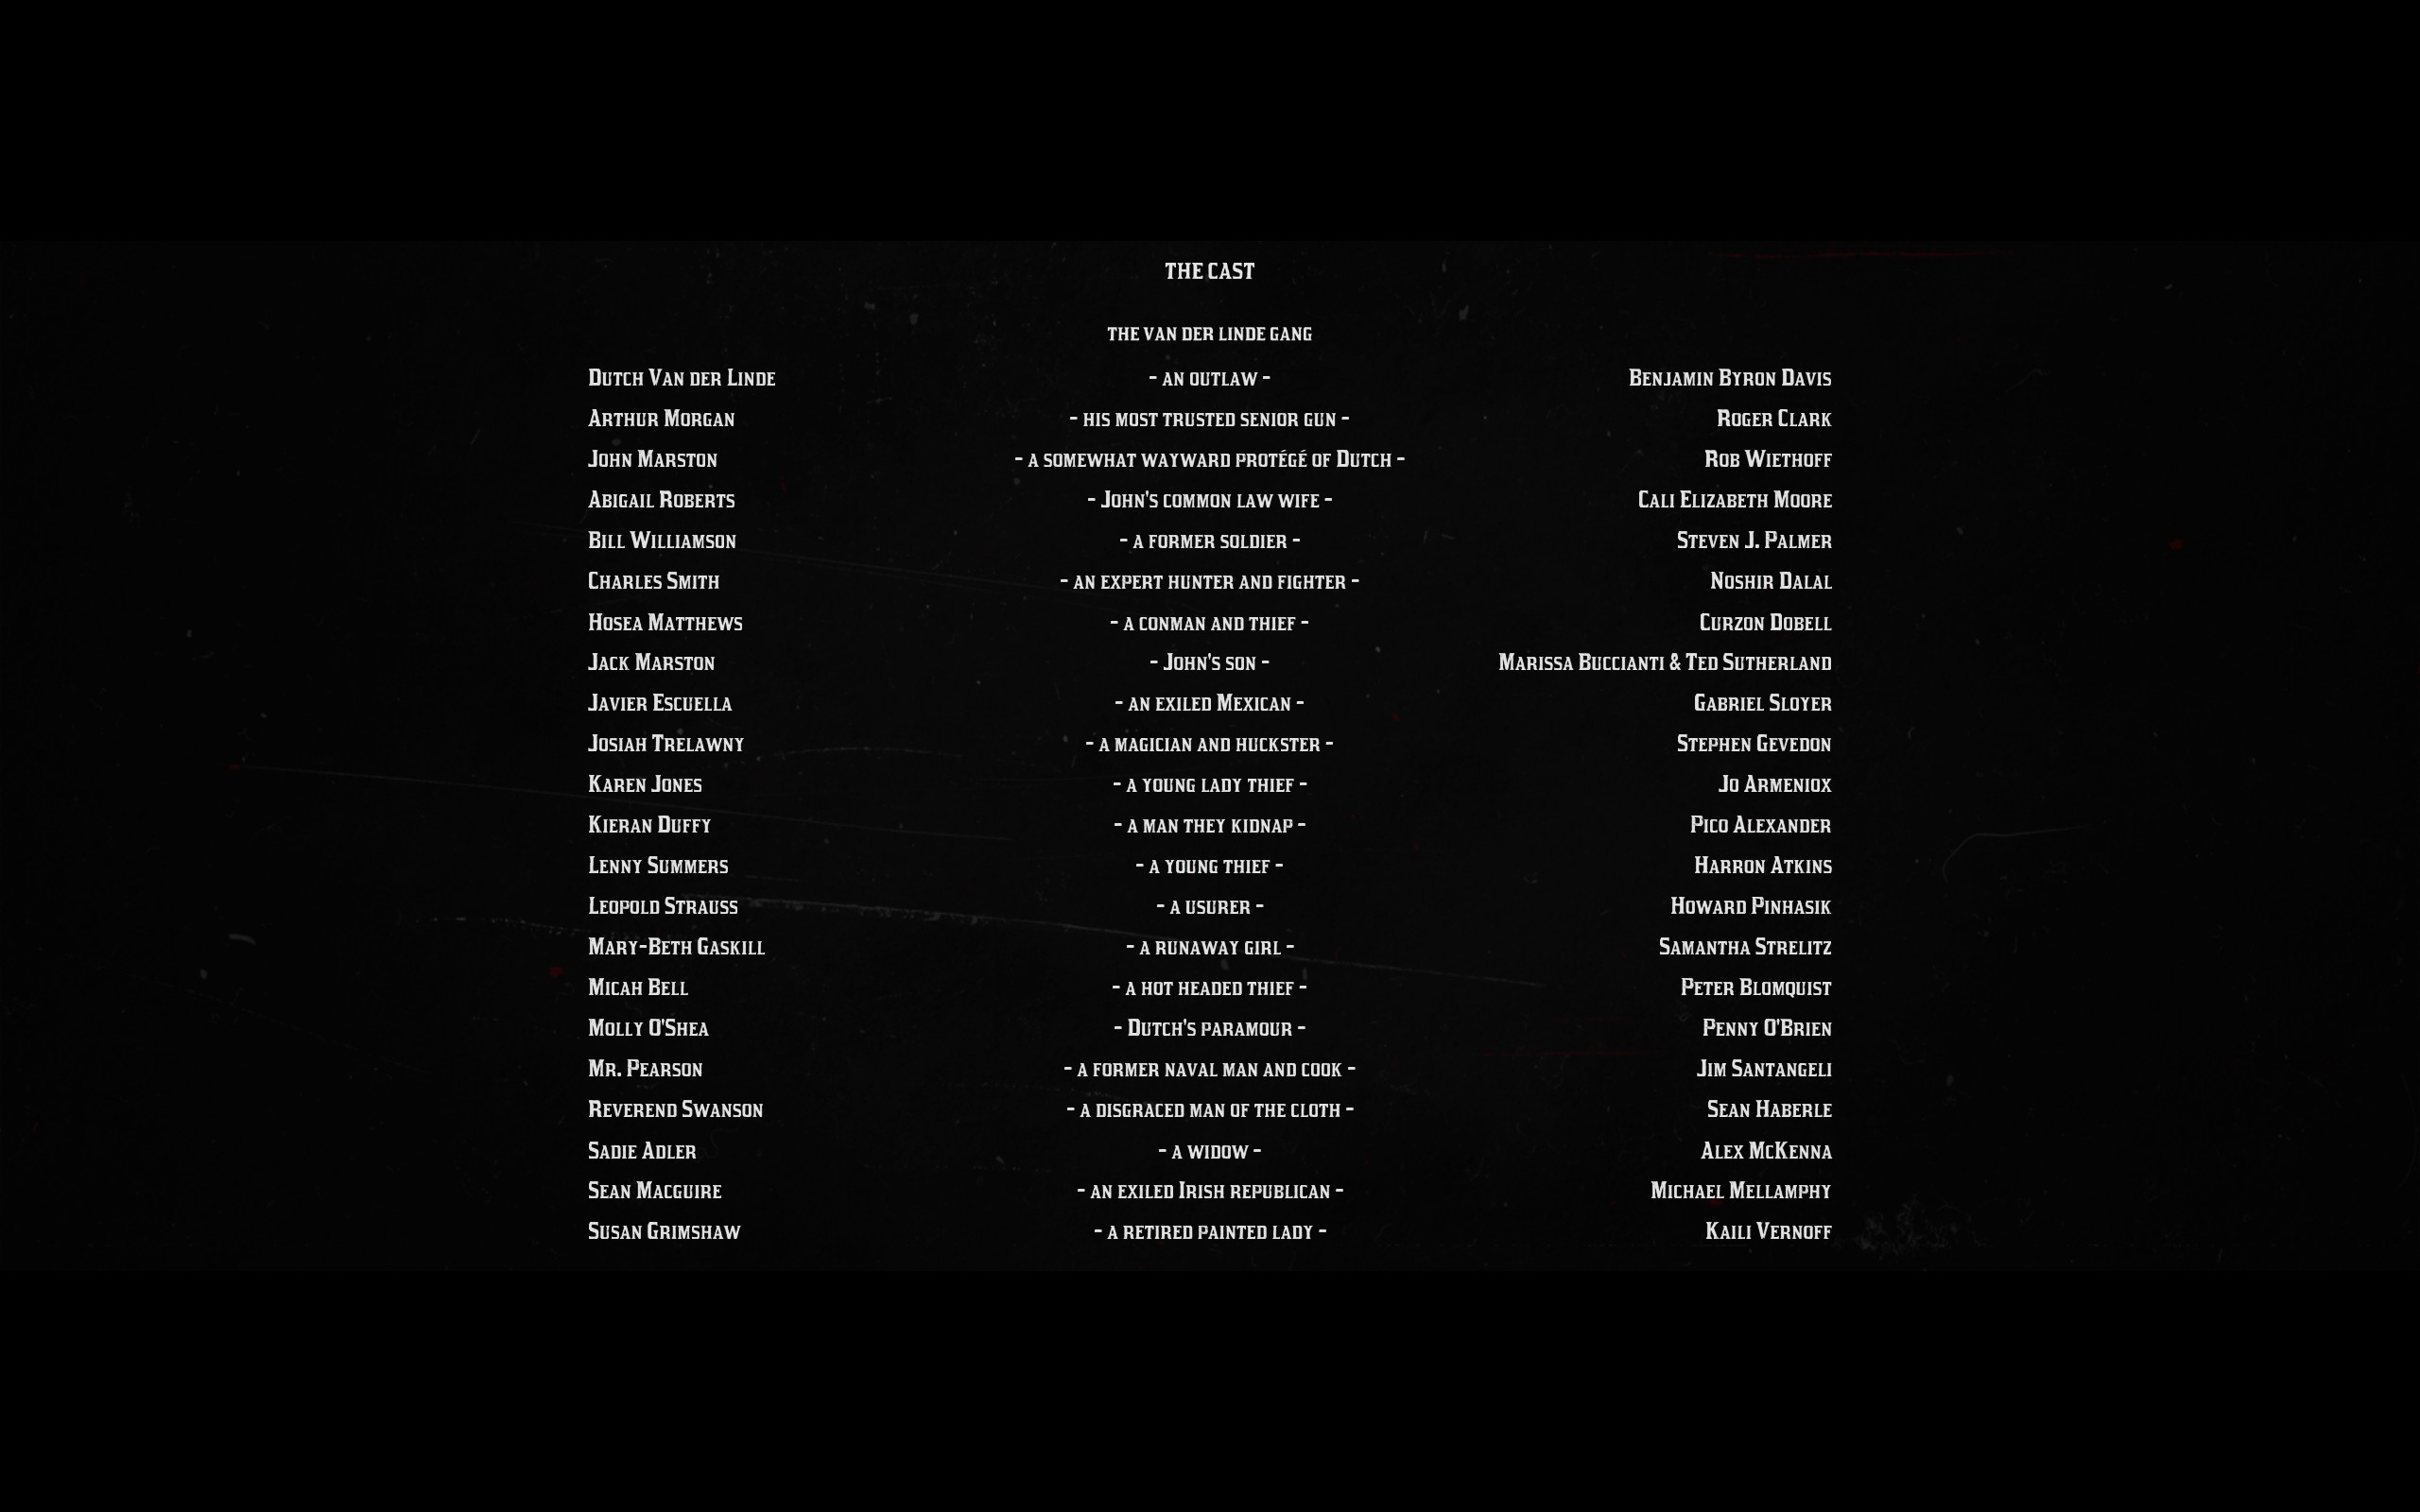 THE CAST
THE VAN DER LINDE GANG
Dutch Van der Linde - an outlaw - Benjamin Byron Davis
Arthur Morgan - his most trusted senior gun - Roger Clark
John Marston - a somewhat wayward protégé of Dutch - Rob Wiethoff
Abigail Roberts - John's common law wife - Cali Elizabeth Moore
Bill Williamson - a former soldier - Steven J. Palmer
Charles Smith - an expert hunter and fighter - Noshir Dalal
Hosea Matthews - a conman and thief - Curzon Dobell
Jack Marston - John's son - Marissa Buccianti & Ted Sutherland
Javier Escuella - an exiled Mexican - Gabriel Sloyer
Josiah Trelawny - a magician and huckster - Stephen Gevedon
Karen Jones - a young lady thief - Jo Armeniox
Kieran Duffy - a man they kidnap - Pico Alexander
Lenny Summers - a young thief - Harron Atkins
Leopold Strauss - a usurer - Howard Pinhasik
Mary-Beth Gaskill - a runaway girl - Samantha Strelitz
Micah Bell - a hot headed thief - Peter Blomquist
Molly O'Shea - Dutch's paramour - Penny O'Brien
Mr. Pearson - a former naval man and cook - Jim Santangeli
Reverend Swanson - a disgraced man of the cloth - Sean Haberle
Sadie Adler - a widow - Alex McKenna
Sean Macguire - an exiled Irish republican - Michael Mellamphy
Susan Grimshaw - a retired painted lady - Kaili Vernoff